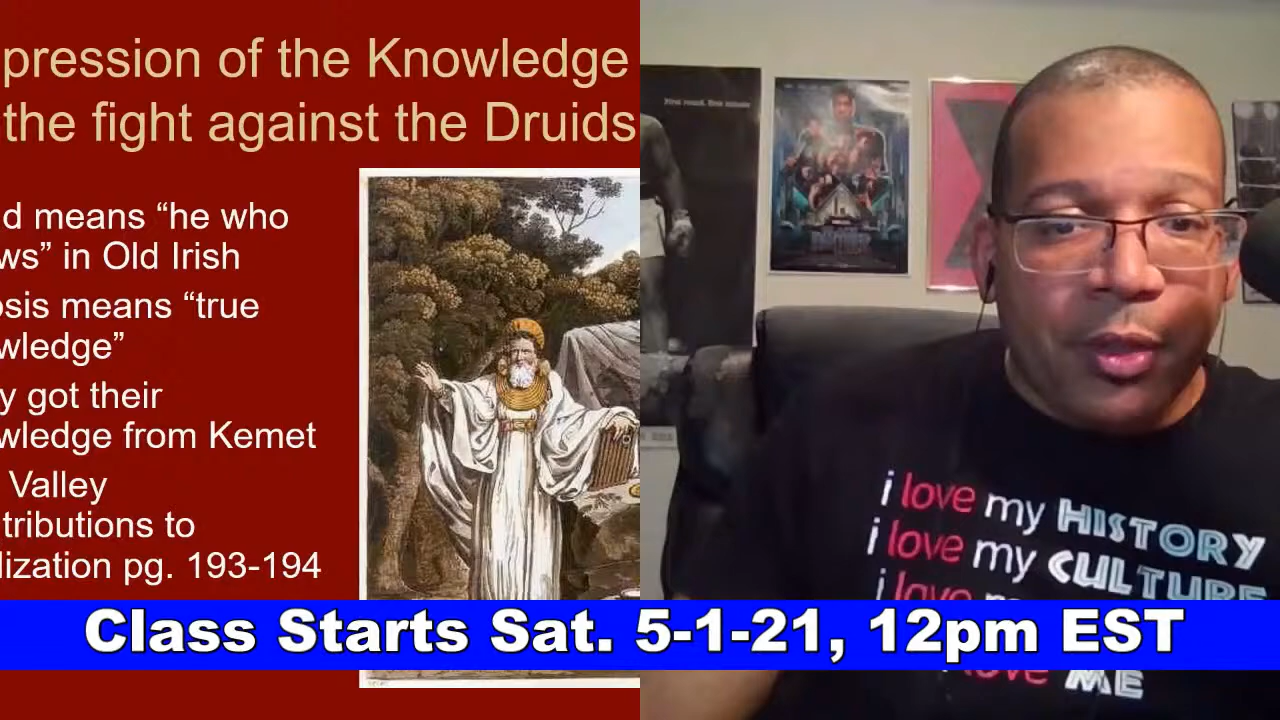 pression of the Knowledge
the fight against the Druids
d means “he who
ws” in Old Irish
osis means “true
wledge”
y got their
wledge from Kemet
Valley
tributions to
lization pg. 193-194
i love my HISTORY
i love my CULTURE
i love
love ME
Class Starts Sat. 5-1-21, 12pm EST